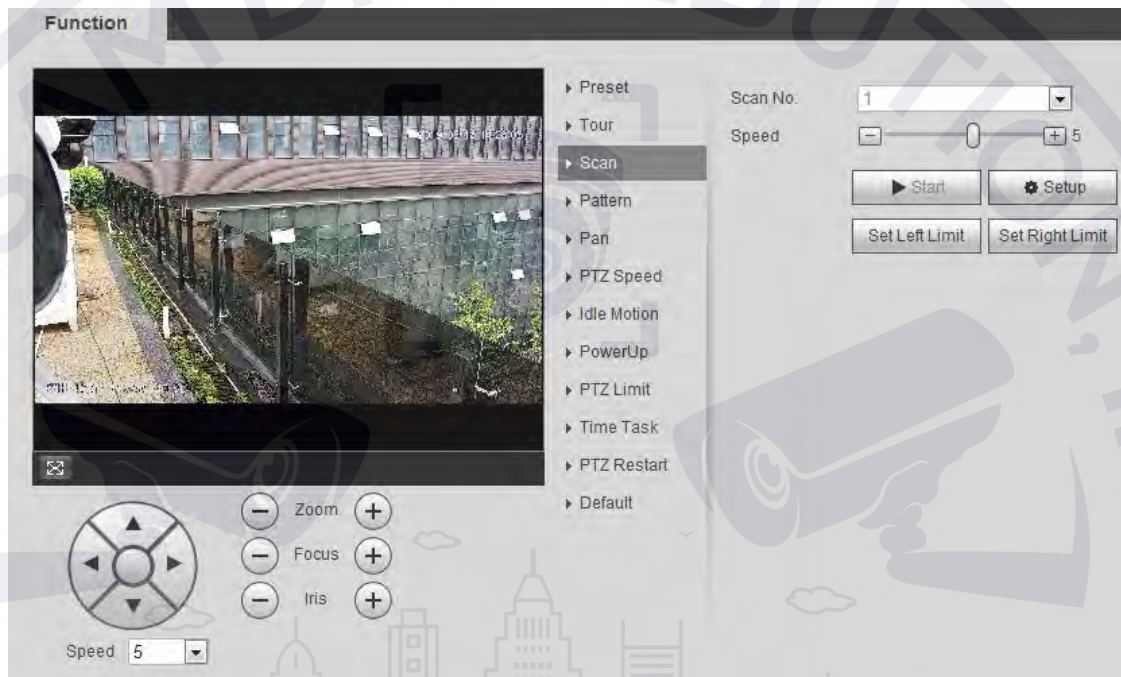 Function
Preset
Tour
Scan
Pattern
Pan
PTZ Speed
Idle Motion
PowerUp
PTZ Limit
Time Task
PTZ Restart
Default
Scan No.
1
Speed
5
Start
Setup
Set Left Limit
Set Right Limit
Zoom
Focus
Iris
Speed
5